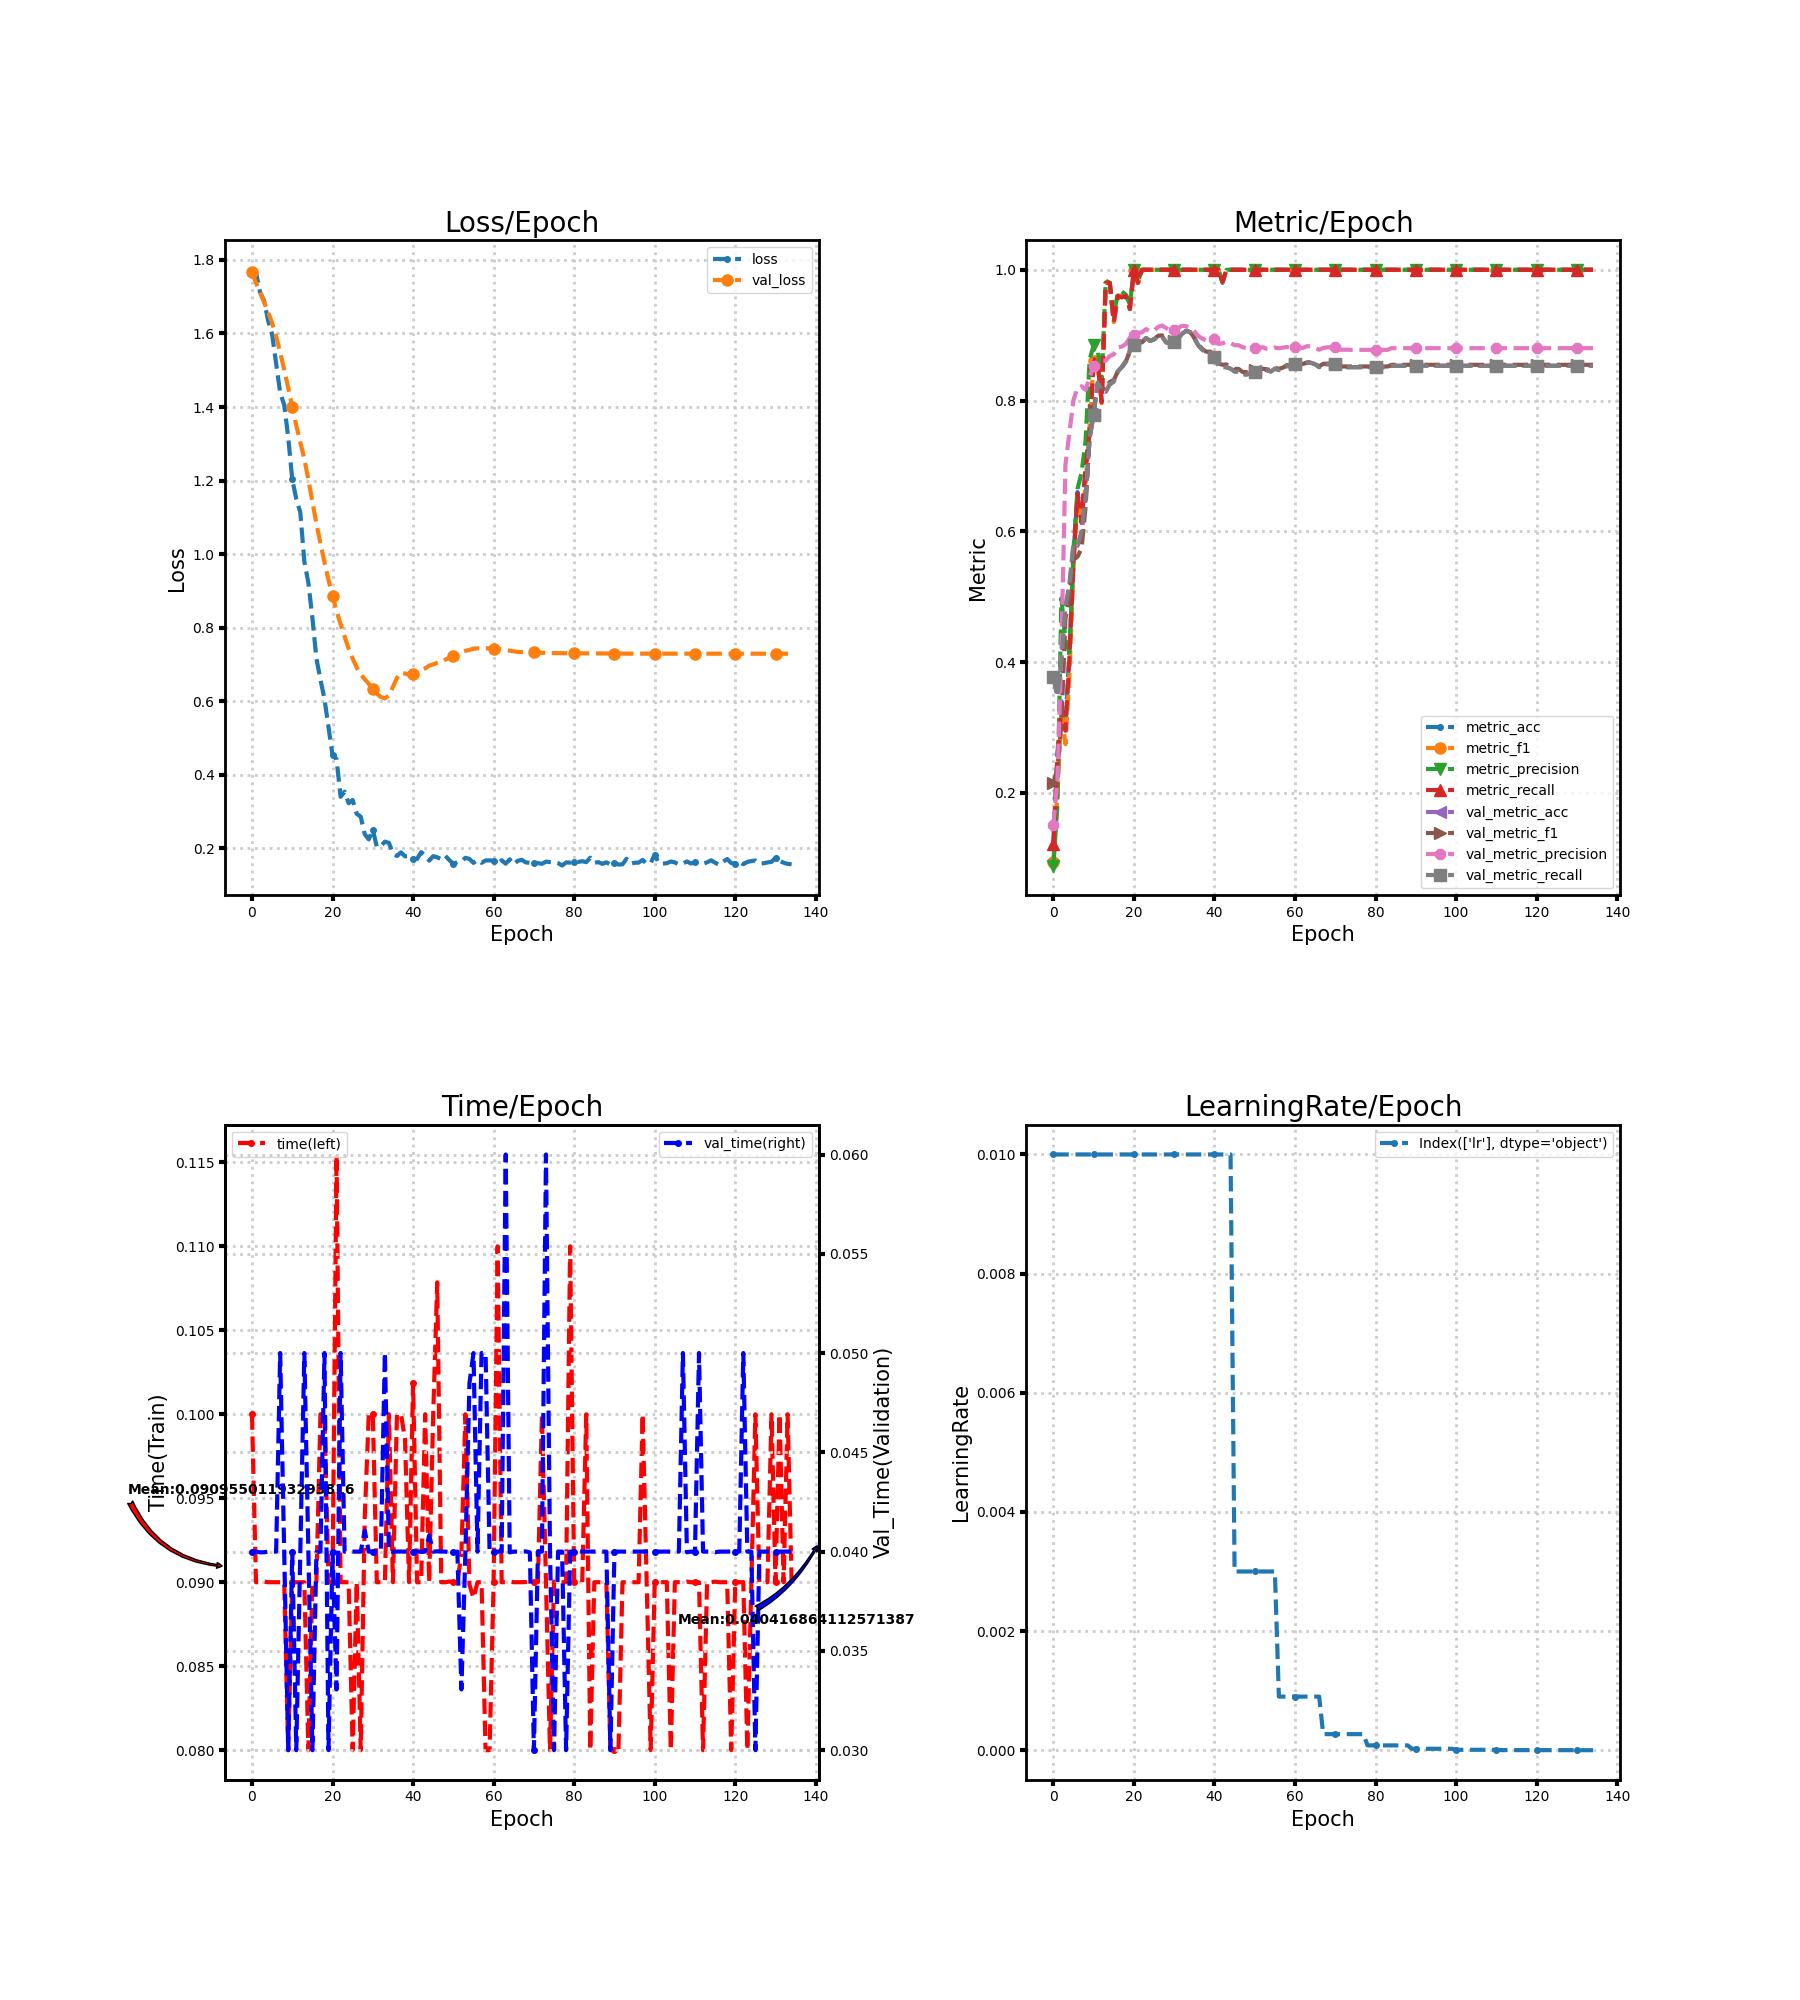 Loss/Epoch
loss
val_loss
1.8
1.6
1.4
1.2
1.0
0.8
0.6
0.4
0.2
Loss
0 20 40 60 80 100 120 140
Epoch
Metric/Epoch
1.0
0.8
0.6
0.4
0.2
Metric
metric_acc
metric_f1
metric_precision
metric_recall
val_metric_acc
val_metric_f1
val_metric_precision
val_metric_recall
0 20 40 60 80 100 120 140
Epoch
Time/Epoch
time(left)
val_time(right)
0.115
0.110
0.105
0.100
0.095
0.090
0.085
0.080
Time(Train)
0.060
0.055
0.050
0.045
0.040
0.035
0.030
Val_Time(Validation)
Mean:0.040416864112571387
0 20 40 60 80 100 120 140
Epoch
LearningRate/Epoch
Index(['lr'], dtype='object')
0.010
0.008
0.006
0.004
0.002
0.000
LearningRate
0 20 40 60 80 100 120 140
Epoch